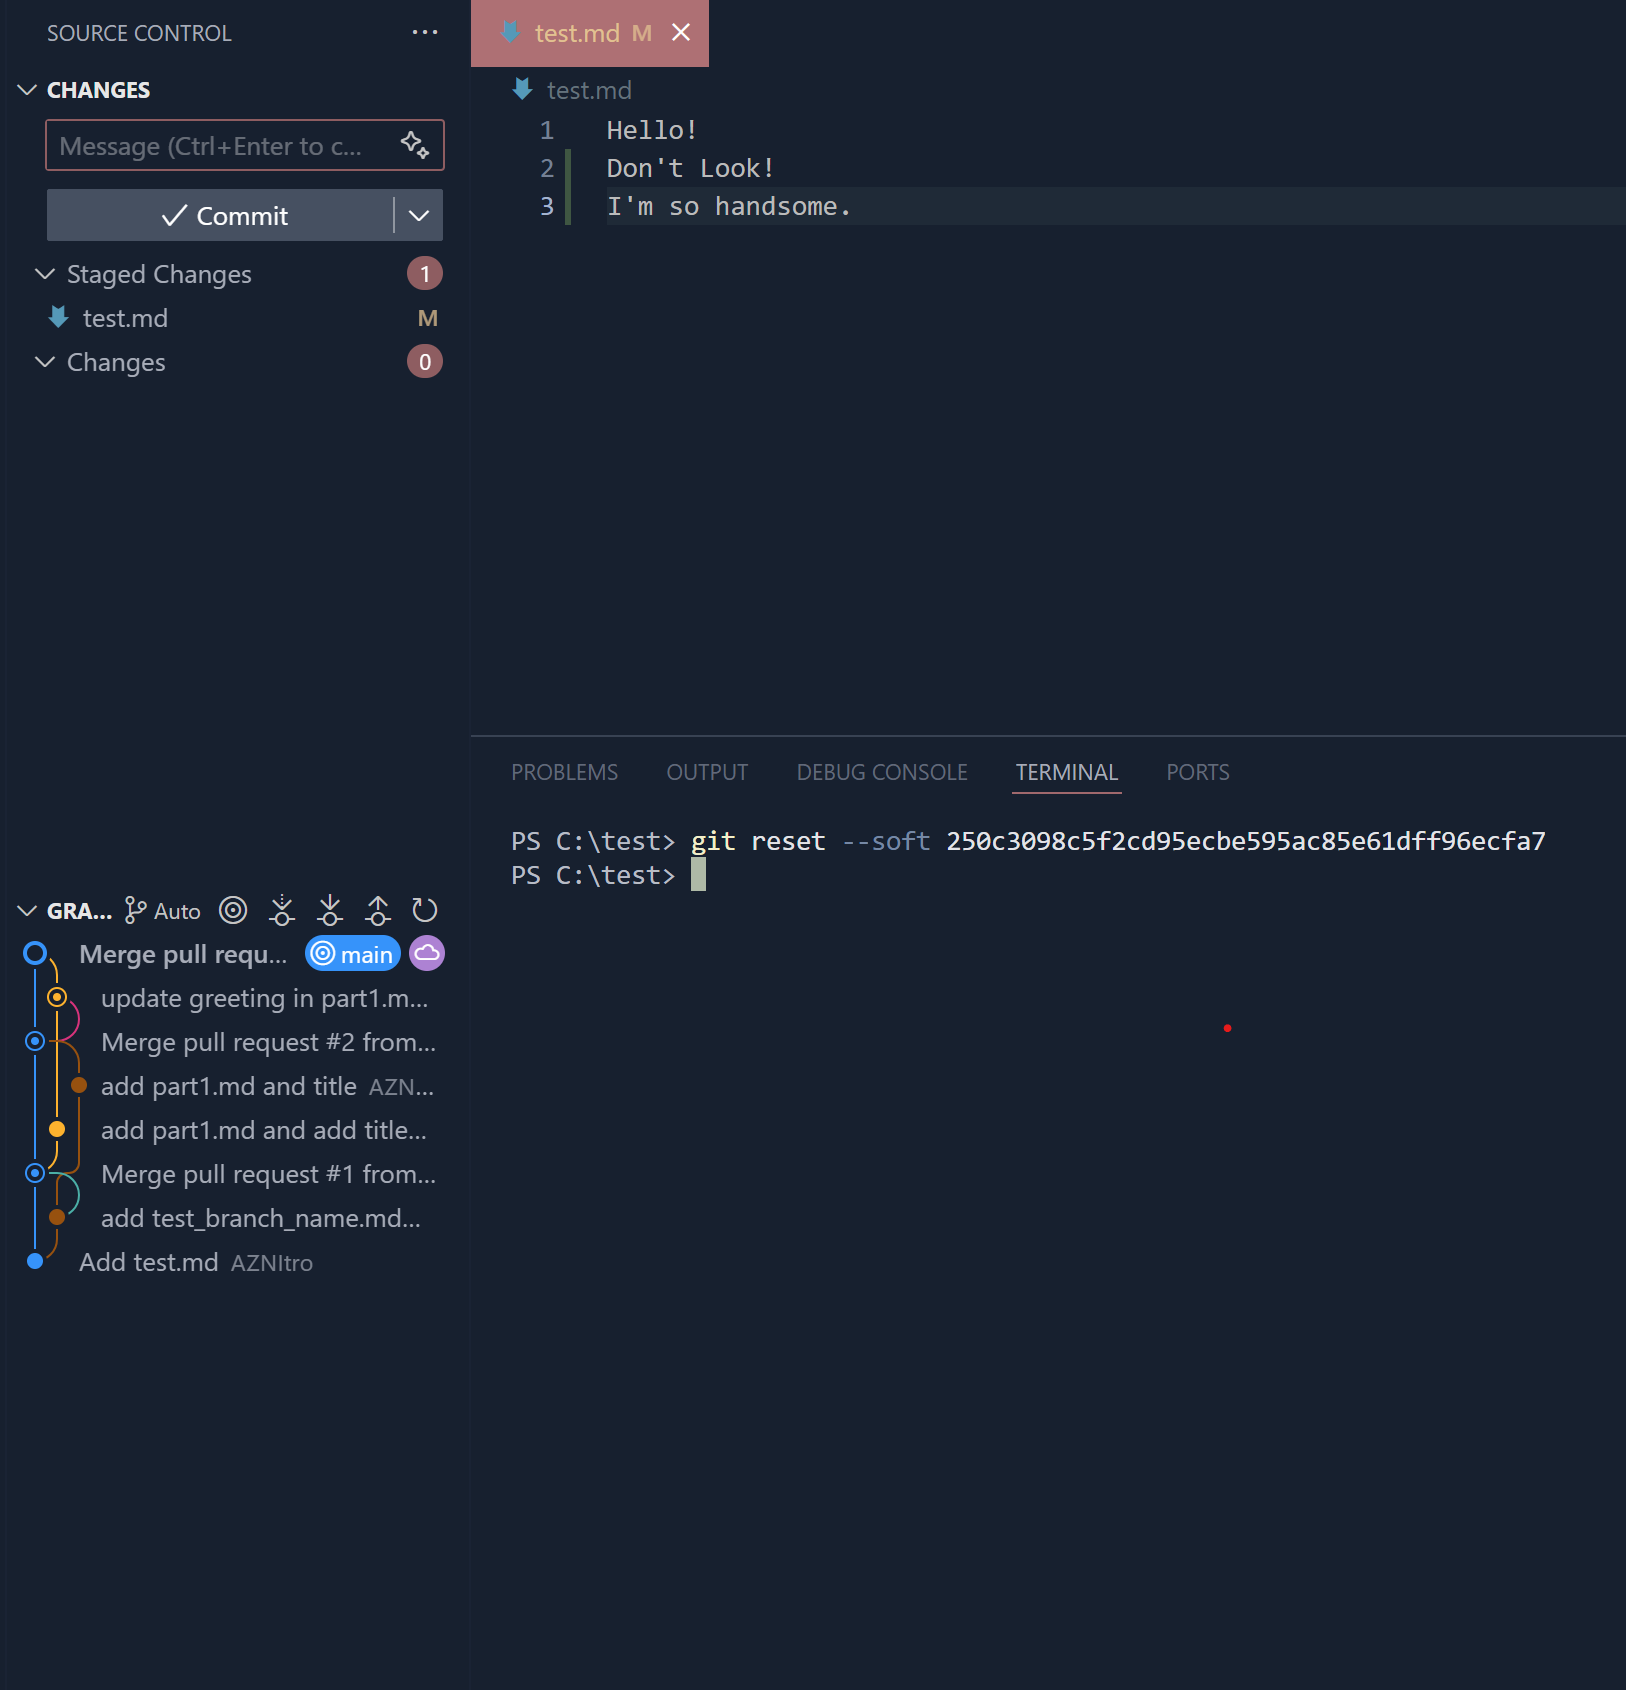 SOURCE CONTROL
CHANGES
Message (Ctrl+Enter to c...
Commit
Staged Changes 1
test.md M
Changes 0
GRA... Auto
Merge pull requ... main
update greeting in part1.m...
Merge pull request #2 from...
add part1.md and title AZN...
add part1.md and add title...
Merge pull request #1 from...
add test_branch_name.md...
Add test.md AZNItro
test.md M
test.md
1 Hello!
2 Don't Look!
3 I'm so handsome.
PROBLEMS OUTPUT DEBUG CONSOLE TERMINAL PORTS
PS C:\test> git reset --soft 250c3098c5f2cd95ecbe595ac85e61dff96ecfa7
PS C:\test>